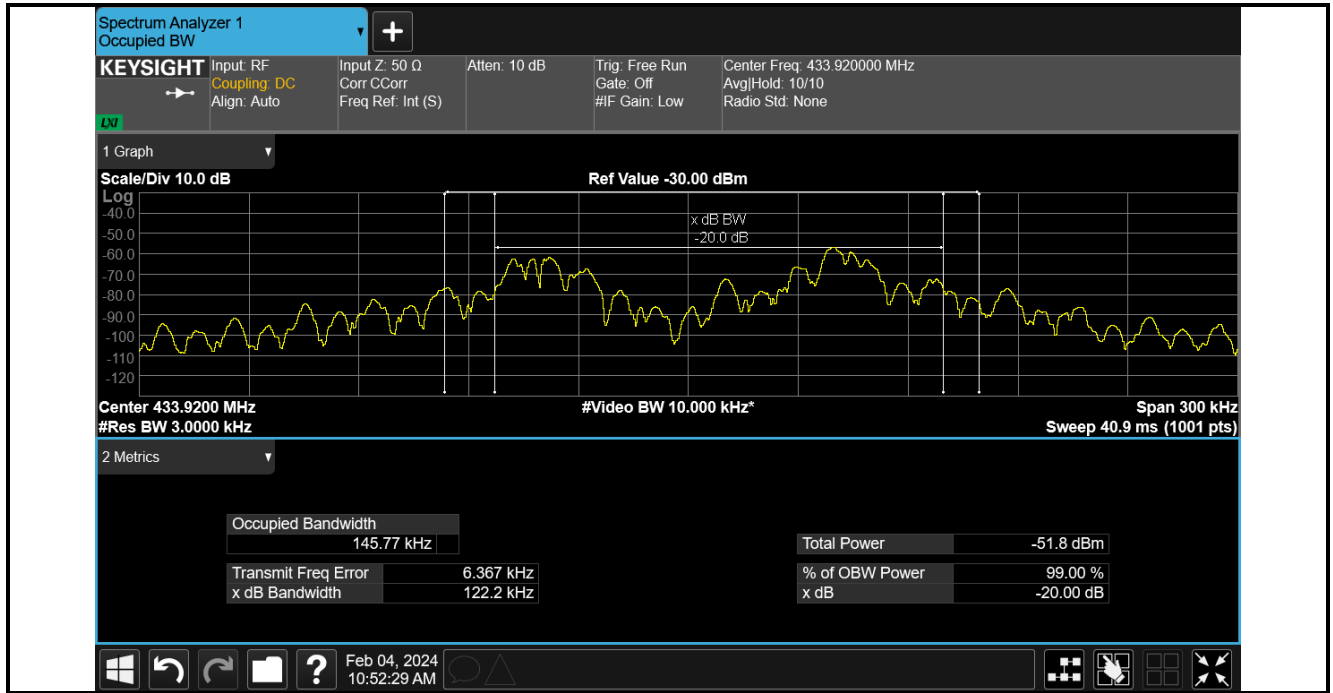 Spectrum Analyzer 1
Occupied BW
KEYSIGHT
Input: RF
Coupling: DC
Align: Auto
Input Z: 50 Ω
Corr CCorr
Freq Ref: Int (S)
Atten: 10 dB
Trig: Free Run
Gate: Off
#IF Gain: Low
Center Freq: 433.920000 MHz
Avg|Hold: 10/10
Radio Std: None
LXI
1 Graph
Scale/Div 10.0 dB
Ref Value -30.00 dBm
Log
-40.0
-50.0
-60.0
-70.0
-80.0
-90.0
-100
-110
-120
x dB BW
-20.0 dB
Center 433.9200 MHz
#Video BW 10.000 kHz*
Span 300 kHz
#Res BW 3.0000 kHz
Sweep 40.9 ms (1001 pts)
2 Metrics
Occupied Bandwidth
145.77 kHz
Total Power -51.8 dBm
Transmit Freq Error 6.367 kHz
% of OBW Power 99.00 %
x dB Bandwidth 122.2 kHz
x dB -20.00 dB
?
Feb 04, 2024
10:52:29 AM